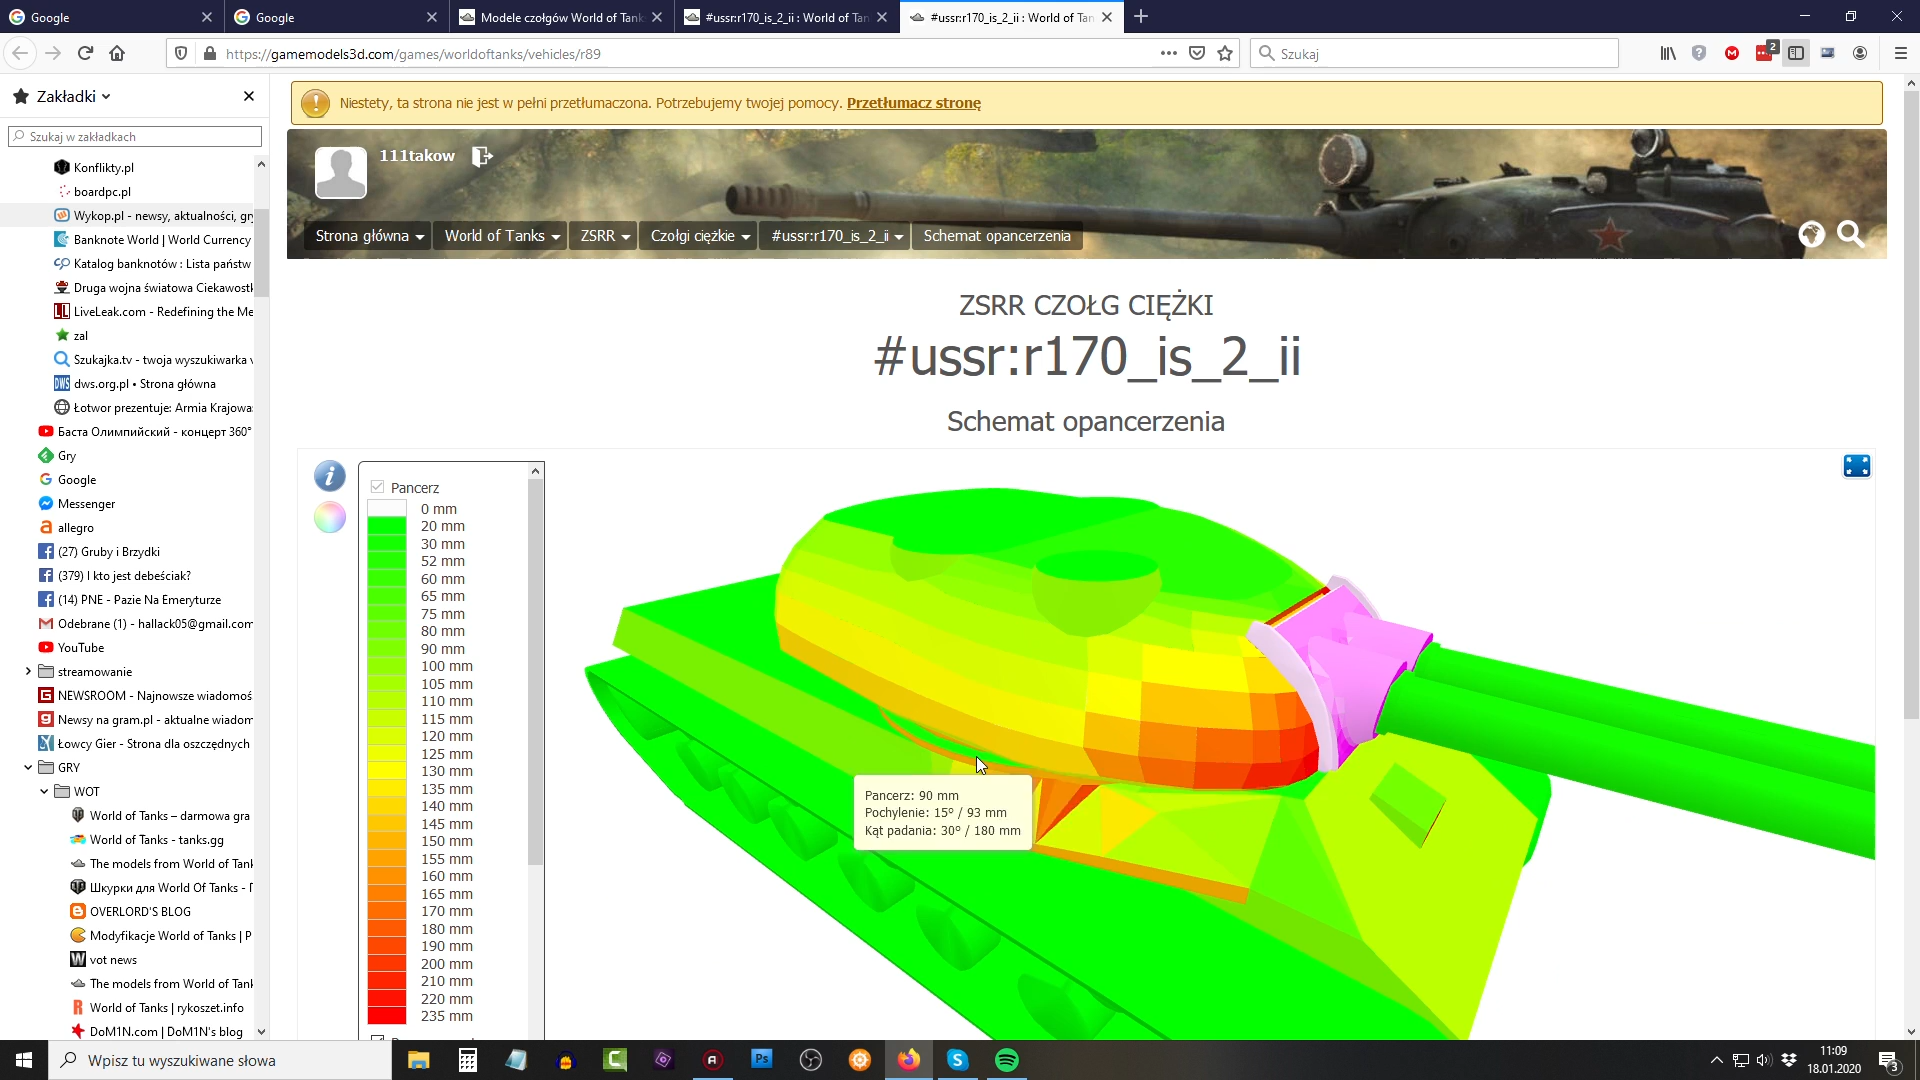 Google
Google
Modele czołgów World of Tank
#ussr:r170_is_2_ii : World of Tan
#ussr:r170_is_2_ii : World of Tan
https://gamemodels3d.com/games/worldoftanks/vehicles/r89
Szukaj
2
Zakładki
Szukaj w zakładkach
Konflikty.pl
boardpc.pl
Wykop.pl - newsy, aktualności, gry
Banknote World | World Currency
Katalog banknotów : Lista państw
Druga wojna światowa Ciekawostk
LiveLeak.com - Redefining the Me
zal
Szukajka.tv - twoja wyszukiwarka v
dws.org.pl • Strona główna
Łotwor prezentuje: Armia Krajowa:
Баста Олимпийский - концерт 360°
Gry
Google
Messenger
allegro
(27) Gruby i Brzydki
(379) I kto jest debeściak?
(14) PNE - Pazie Na Emeryturze
Odebrane (1) - hallack05@gmail.com
YouTube
streamowanie
NEWSROOM - Najnowsze wiadomoś
Newsy na gram.pl - aktualne wiadom
Łowcy Gier - Strona dla oszczędnych
GRY
WOT
World of Tanks – darmowa gra
World of Tanks - tanks.gg
The models from World of Tank
Шкурки для World Of Tanks - Г
OVERLORD'S BLOG
Modyfikacje World of Tanks | P
vot news
The models from World of Tank
World of Tanks | rykoszet.info
DoM1N.com | DoM1N's blog
Niestety, ta strona nie jest w pełni przetłumaczona. Potrzebujemy twojej pomocy. Przetłumacz stronę
111takow
Strona główna
World of Tanks
ZSRR
Czołgi ciężkie
#ussr:r170_is_2_ii
Schemat opancerzenia
ZSRR CZOŁG CIĘŻKI
#ussr:r170_is_2_ii
Schemat opancerzenia
Pancerz
0 mm
20 mm
30 mm
52 mm
60 mm
65 mm
75 mm
80 mm
90 mm
100 mm
105 mm
110 mm
115 mm
120 mm
125 mm
130 mm
135 mm
140 mm
145 mm
150 mm
155 mm
160 mm
165 mm
170 mm
180 mm
190 mm
200 mm
210 mm
220 mm
235 mm
Pancerz: 90 mm
Pochylenie: 15º / 93 mm
Kąt padania: 30º / 180 mm
Wpisz tu wyszukiwane słowa
11:09
18.01.2020
3